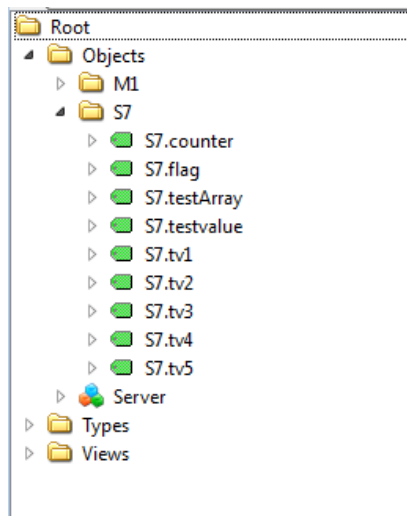 Root
Objects
M1
S7
S7.counter
S7.flag
S7.testArray
S7.testvalue
S7.tv1
S7.tv2
S7.tv3
S7.tv4
S7.tv5
Server
Types
Views